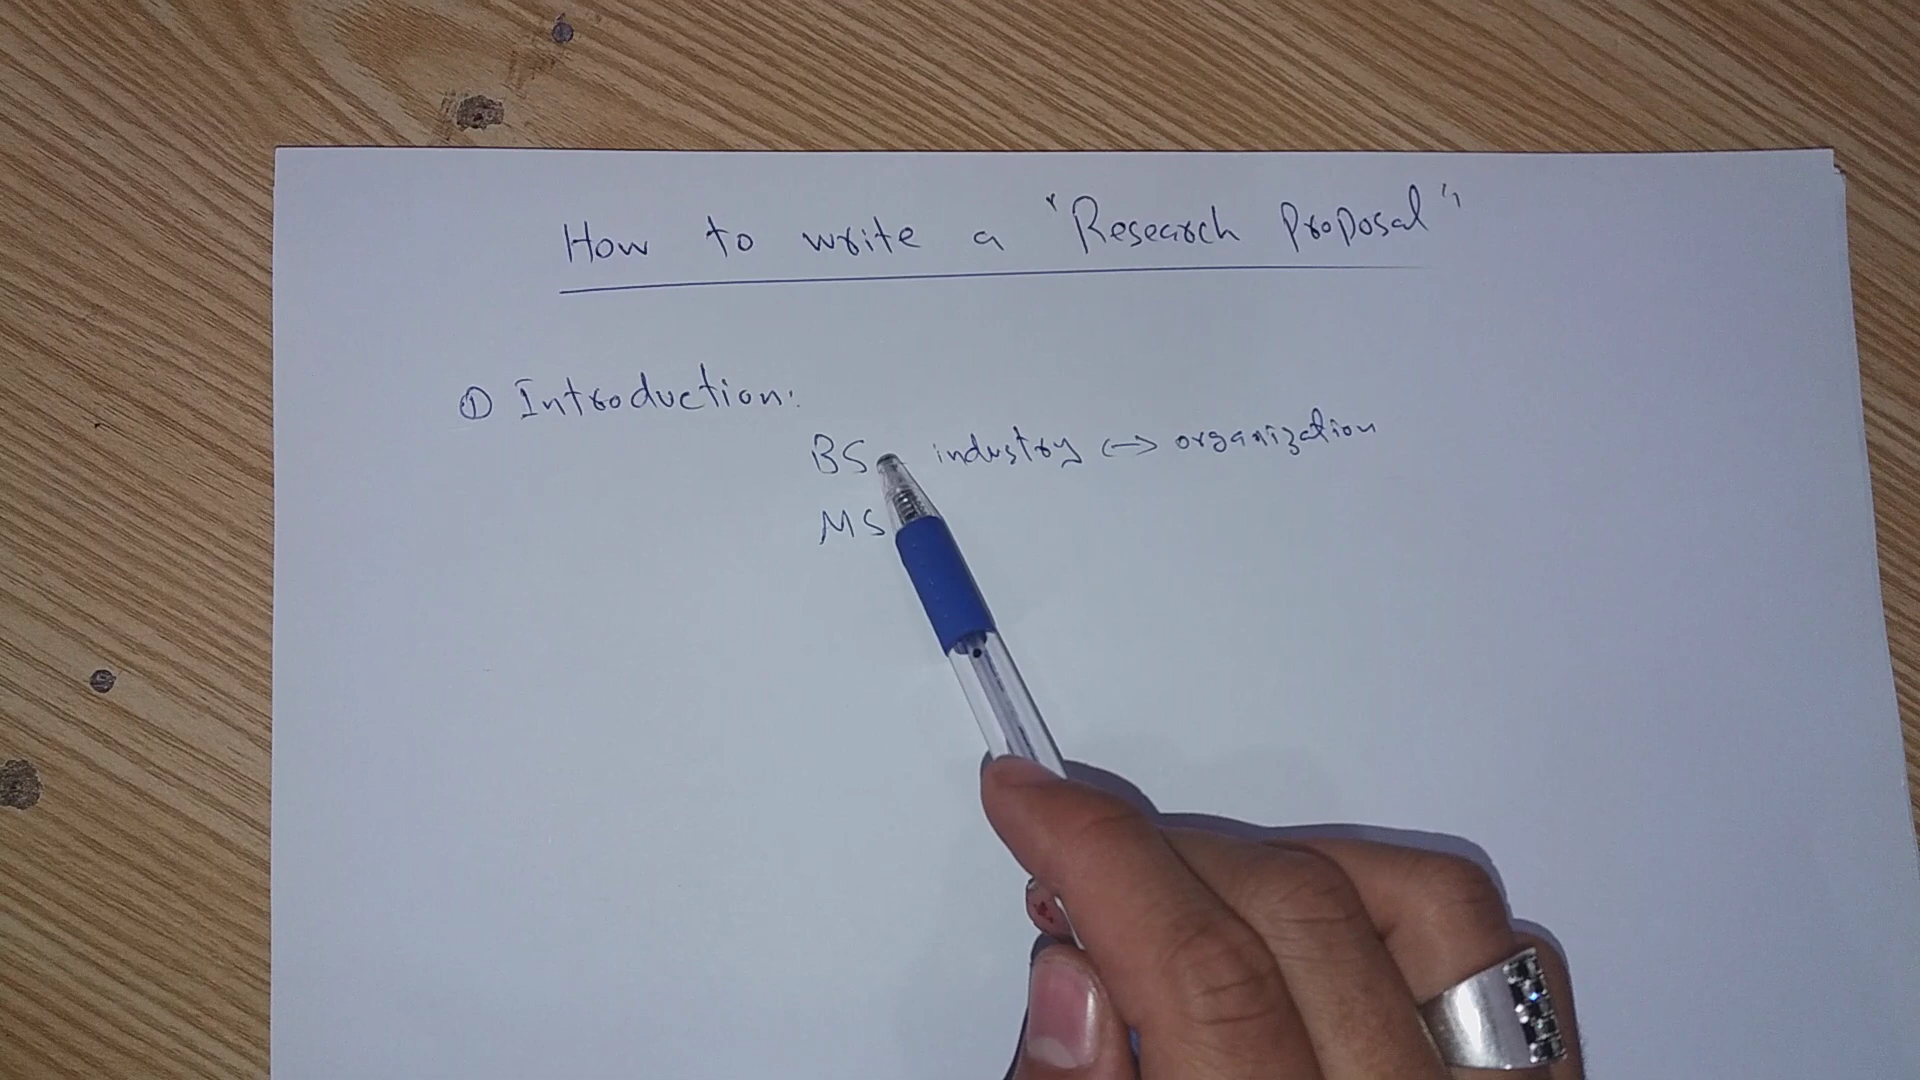 How to write a "Research Proposal"
① Introduction:
BS industry ↔ organization
MS